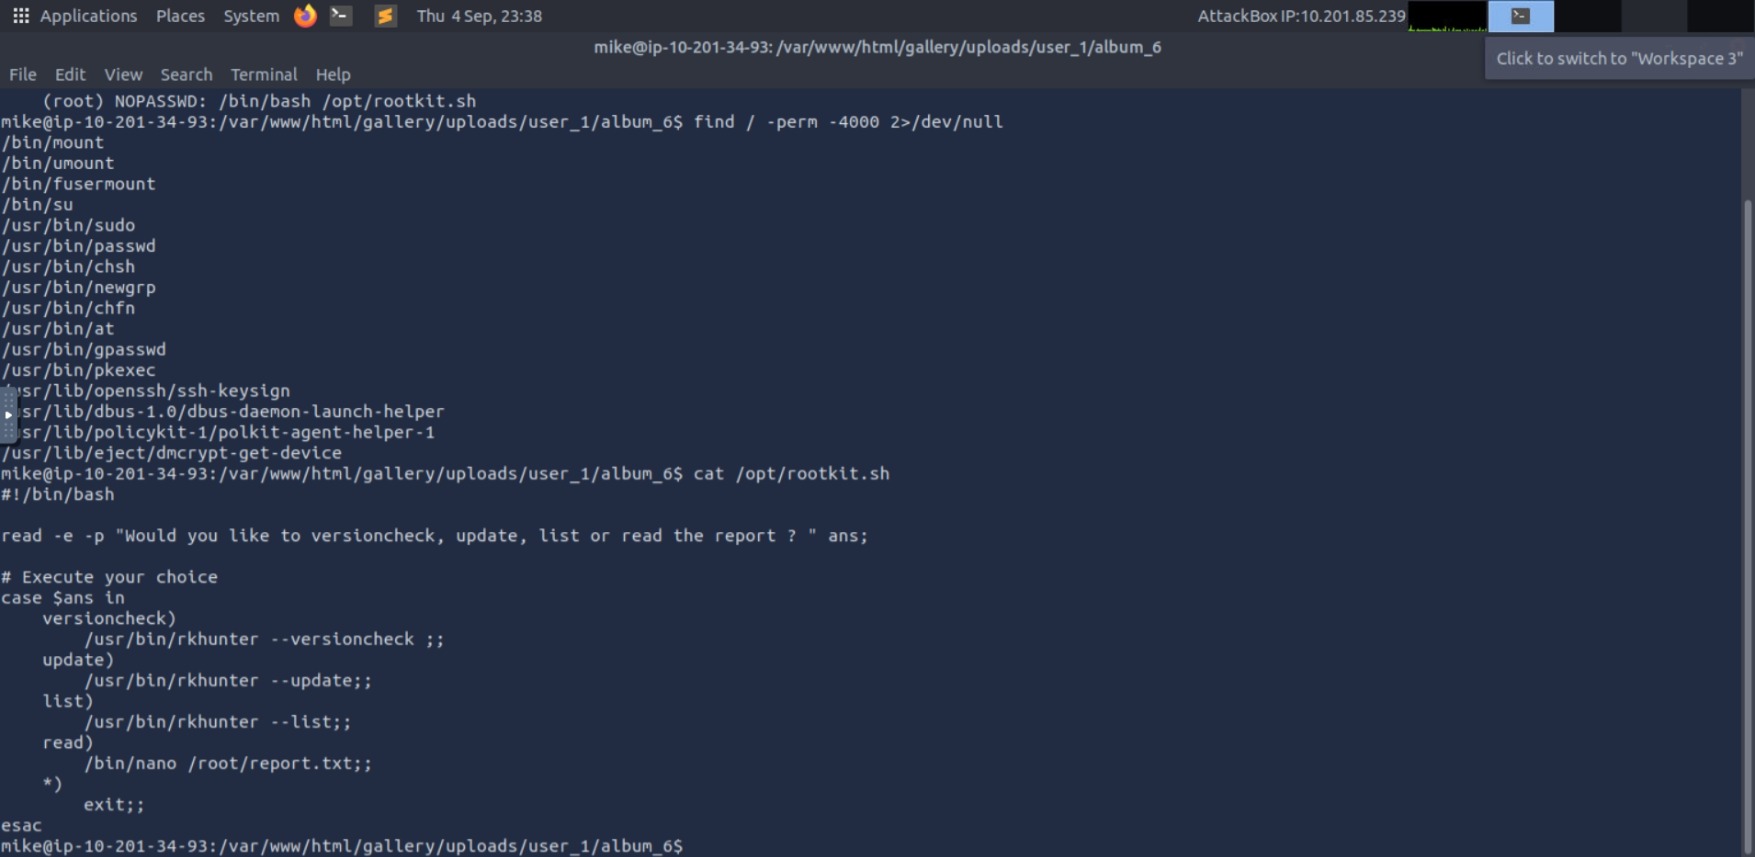 Applications Places System Thu 4 Sep, 23:38 AttackBox IP:10.201.85.239
mike@ip-10-201-34-93: /var/www/html/gallery/uploads/user_1/album_6
Click to switch to "Workspace 3"
File Edit View Search Terminal Help
(root) NOPASSWD: /bin/bash /opt/rootkit.sh
mike@ip-10-201-34-93:/var/www/html/gallery/uploads/user_1/album_6$ find / -perm -4000 2>/dev/null
/bin/mount
/bin/umount
/bin/fusermount
/bin/su
/usr/bin/sudo
/usr/bin/passwd
/usr/bin/chsh
/usr/bin/newgrp
/usr/bin/chfn
/usr/bin/at
/usr/bin/gpasswd
/usr/bin/pkexec
/usr/lib/openssh/ssh-keysign
usr/lib/dbus-1.0/dbus-daemon-launch-helper
usr/lib/policykit-1/polkit-agent-helper-1
/usr/lib/eject/dmcrypt-get-device
mike@ip-10-201-34-93:/var/www/html/gallery/uploads/user_1/album_6$ cat /opt/rootkit.sh
#!/bin/bash
read -e -p "Would you like to versioncheck, update, list or read the report ? " ans;
# Execute your choice
case $ans in
versioncheck)
/usr/bin/rkhunter --versioncheck ;;
update)
/usr/bin/rkhunter --update;;
list)
/usr/bin/rkhunter --list;;
read)
/bin/nano /root/report.txt;;
*)
exit;;
esac
mike@ip-10-201-34-93:/var/www/html/gallery/uploads/user_1/album_6$